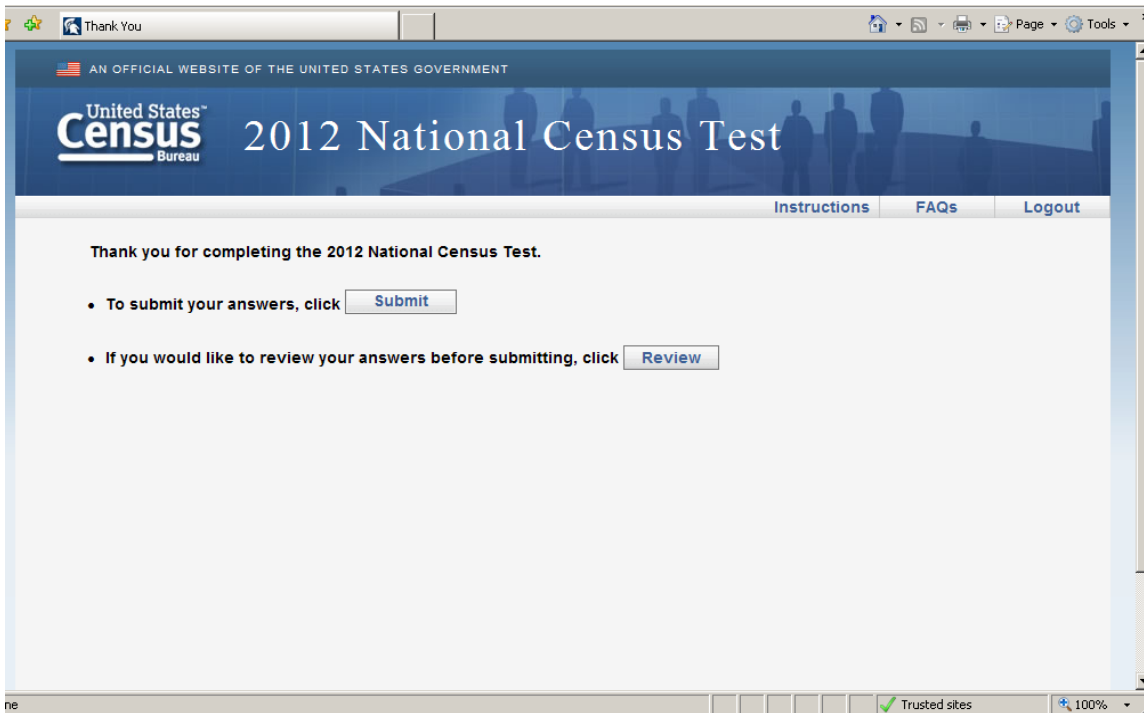 Thank You
Page
Tools
AN OFFICIAL WEBSITE OF THE UNITED STATES GOVERNMENT
United States™
Census
Bureau
2012 National Census Test
Instructions FAQs Logout
Thank you for completing the 2012 National Census Test.
• To submit your answers, click Submit
• If you would like to review your answers before submitting, click Review
ne
Trusted sites
100%